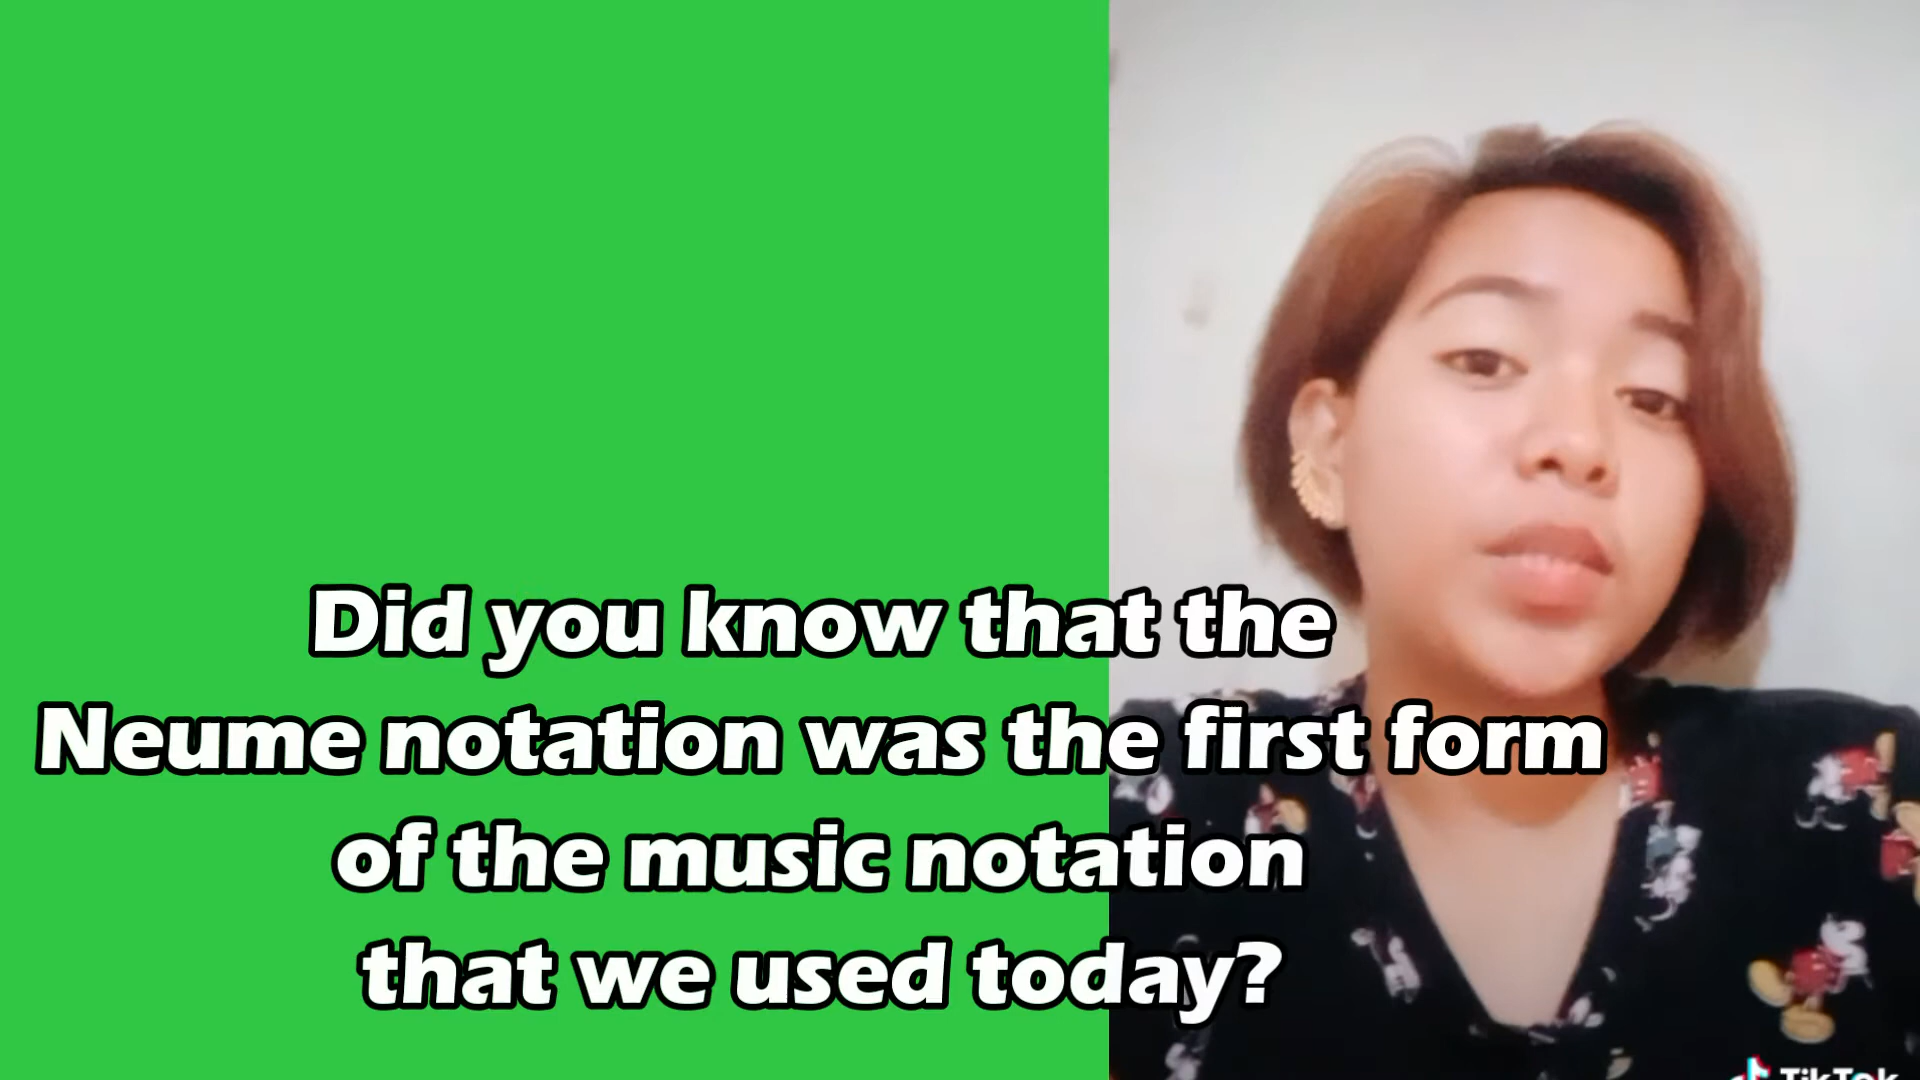 Did you know that the
Neume notation was the first form
of the music notation
that we used today?
TikTok